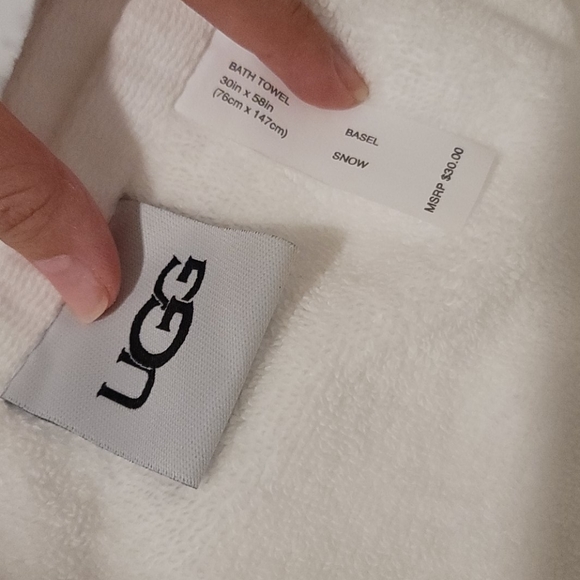 BATH TOWEL
30in x 58in
(76cm x 147cm)
BASEL
SNOW
MSRP $30.00
UGG